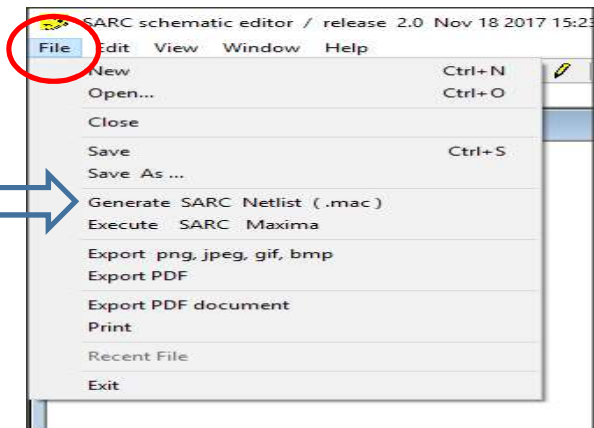 SARC schematic editor / release 2.0 Nov 18 2017 15:23
File Edit View Window Help
New Ctrl+N
Open... Ctrl+O
Close
Save Ctrl+S
Save As ...
Generate SARC Netlist (.mac)
Execute SARC Maxima
Export png, jpeg, gif, bmp
Export PDF
Export PDF document
Print
Recent File
Exit